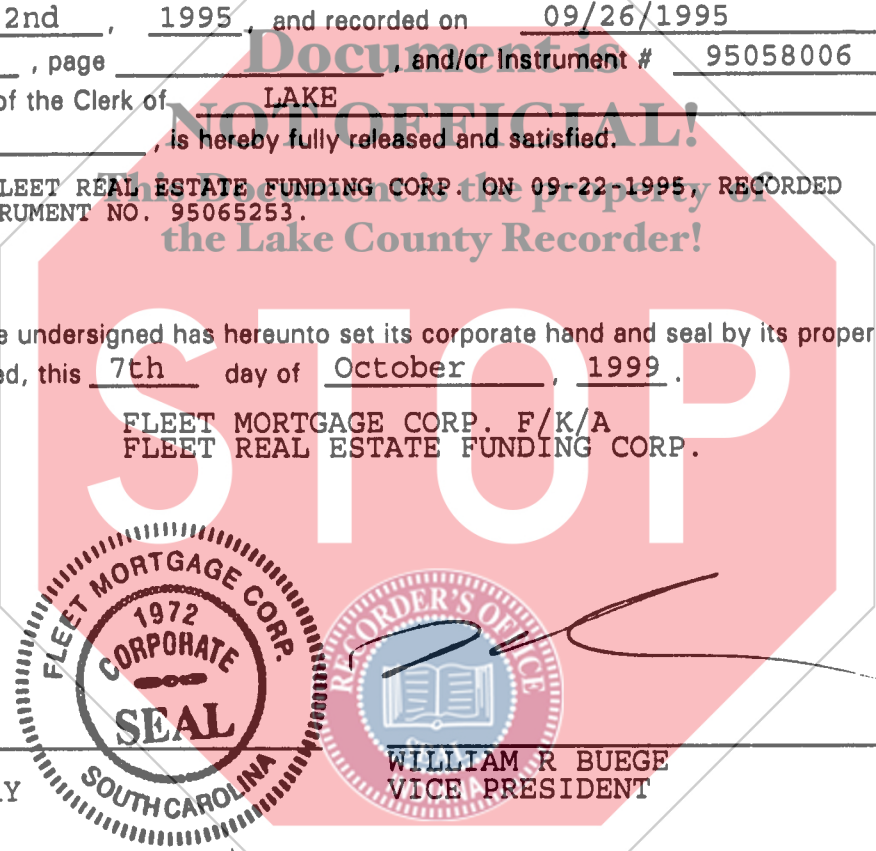 2nd , 1995 , and recorded on 09/26/1995
, page , and/or Instrument # 95058006
of the Clerk of LAKE
, is hereby fully released and satisfied.
LEET REAL ESTATE FUNDING CORP. ON 09-22-1995, RECORDED
RUMENT NO. 95065253.
Document is
NOT OFFICIAL!
This Document is the property of
the Lake County Recorder!
STOP
e undersigned has hereunto set its corporate hand and seal by its proper
ed, this 7th day of October , 1999 .
FLEET MORTGAGE CORP. F/K/A
FLEET REAL ESTATE FUNDING CORP.
FLEET MORTGAGE CORP.
1972
CORPORATE
SEAL
SOUTH CAROLINA
RECORDER'S OFFICE
SEAL
WILLIAM R BUEGE
VICE PRESIDENT